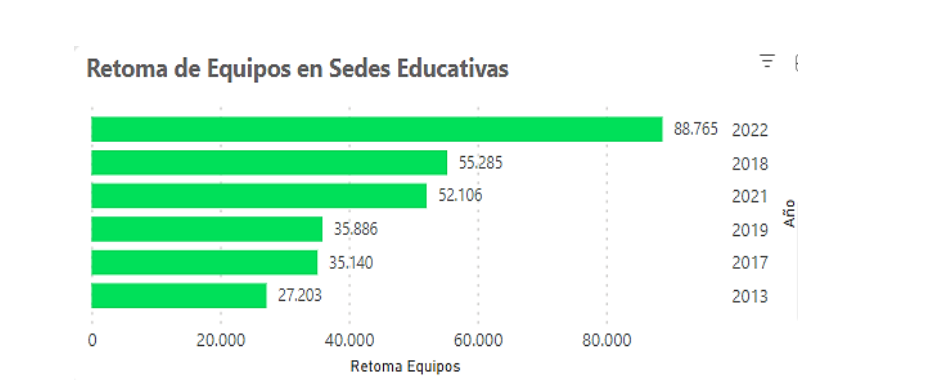 Retoma de Equipos en Sedes Educativas
88.765 2022
55.285 2018
52.106 2021
35.886 2019
35.140 2017
27.203 2013
Año
0 20.000 40.000 60.000 80.000
Retoma Equipos